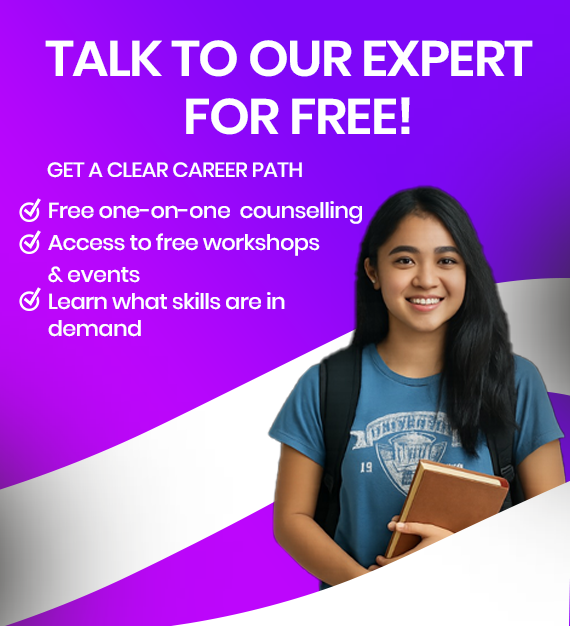 TALK TO OUR EXPERT
FOR FREE!
GET A CLEAR CAREER PATH
Free one-on-one counselling
Access to free workshops
& events
Learn what skills are in
demand
UNIVERSITY
19